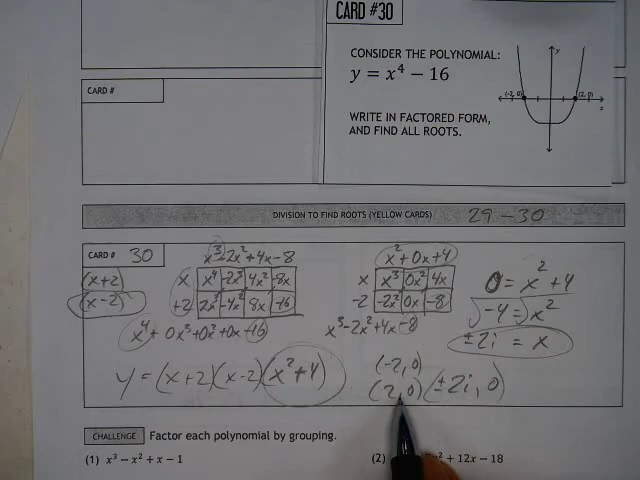 CARD #30
CONSIDER THE POLYNOMIAL:
y = x⁴ − 16
WRITE IN FACTORED FORM,
AND FIND ALL ROOTS.
y
(-2, 0)
(2, 0)
x
CARD #
DIVISION TO FIND ROOTS (YELLOW CARDS) 29 – 30
CARD # 30
(x+2)
(x-2)
x³-2x²+4x-8
x x⁴ -2x³ 4x² -8x
+2 2x³ -4x² 8x -16
x⁴ + 0x³+0x²+0x-16
x²+0x+4
x x³ 0x² 4x
-2 -2x² 0x -8
x³-2x²+4x-8
0 = x² + 4
√-4 = √x²
±2i = x
y = (x+2)(x-2)(x²+4)
(-2,0)
(2,0) (±2i, 0)
CHALLENGE Factor each polynomial by grouping.
(1) x³ − x² + x − 1
(2) + 12x − 18